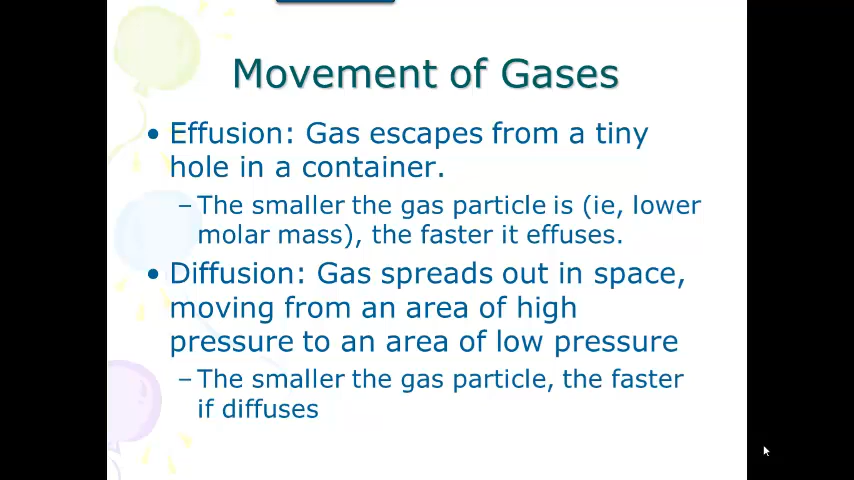 Movement of Gases
• Effusion: Gas escapes from a tiny
hole in a container.
– The smaller the gas particle is (ie, lower
molar mass), the faster it effuses.
• Diffusion: Gas spreads out in space,
moving from an area of high
pressure to an area of low pressure
– The smaller the gas particle, the faster
if diffuses